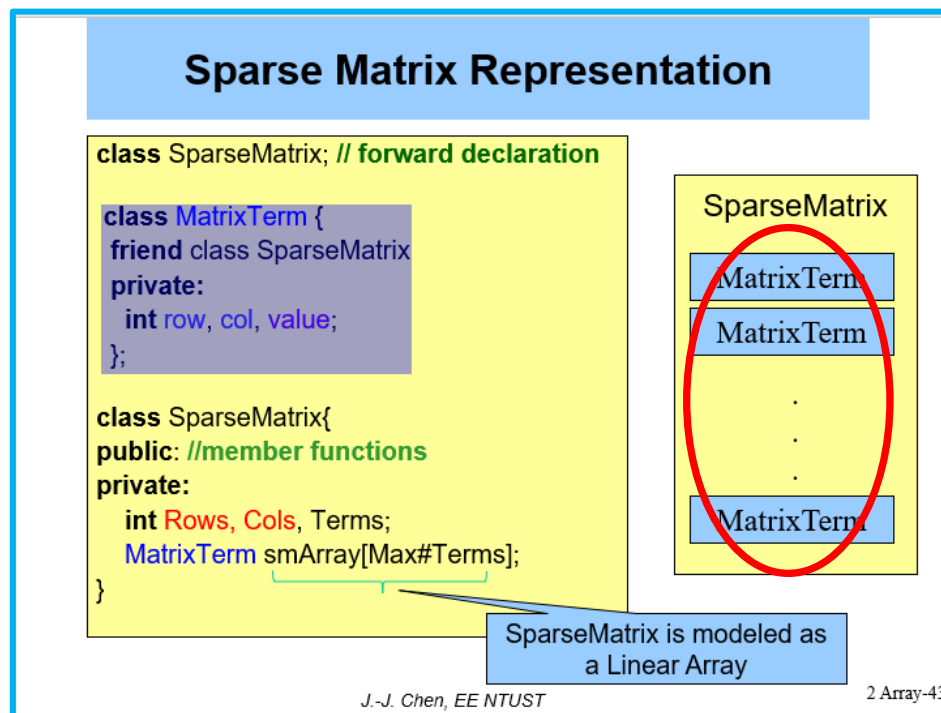 Sparse Matrix Representation
class SparseMatrix; // forward declaration
class MatrixTerm {
friend class SparseMatrix
private:
int row, col, value;
};
class SparseMatrix{
public: //member functions
private:
int Rows, Cols, Terms;
MatrixTerm smArray[Max#Terms];
}
SparseMatrix is modeled as
a Linear Array
SparseMatrix
MatrixTerm
MatrixTerm
.
.
.
MatrixTerm
J.-J. Chen, EE NTUST
2 Array-43